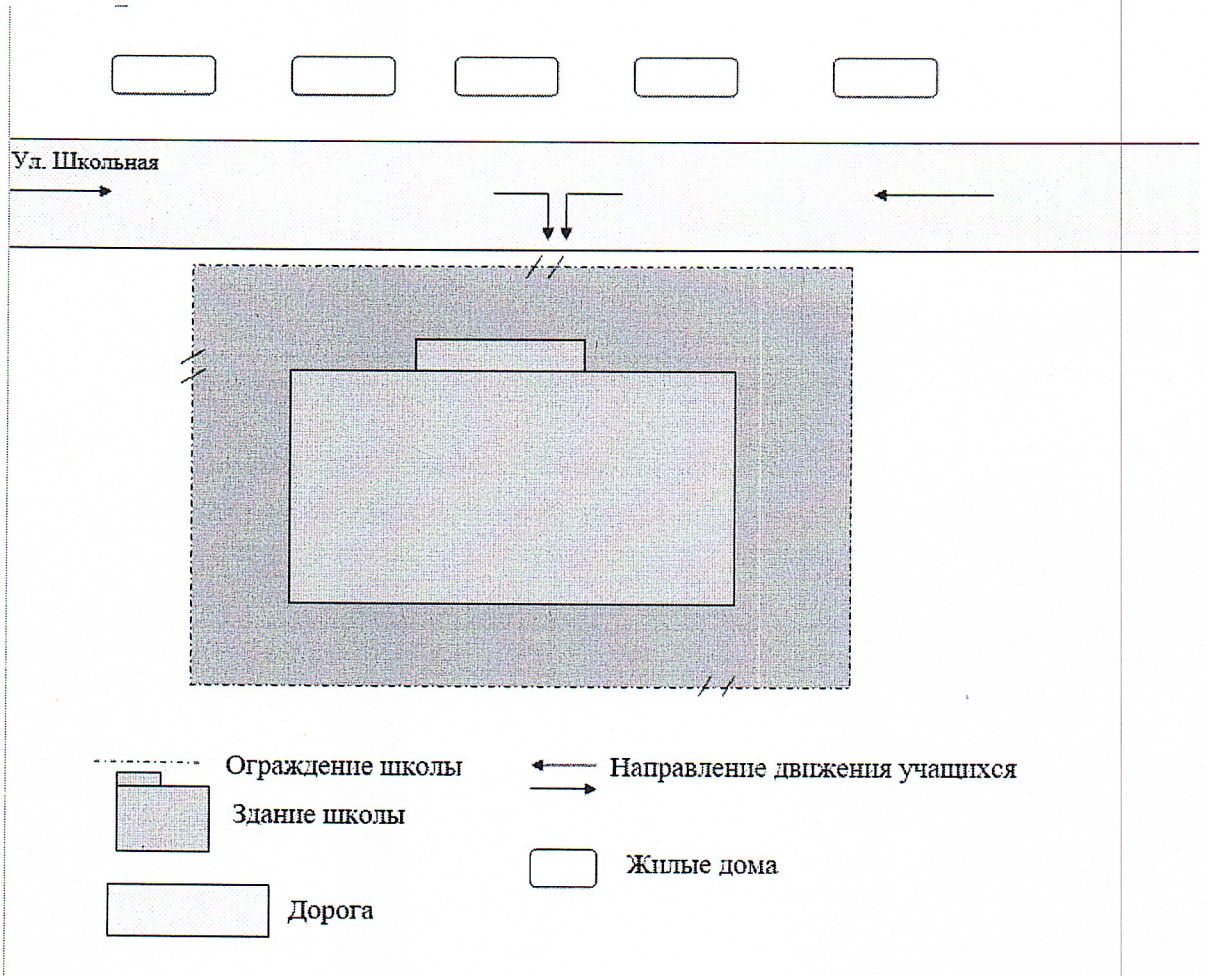 Ул. Школьная
Ограждение школы
Направление движения учащихся
Здание школы
Жилые дома
Дорога